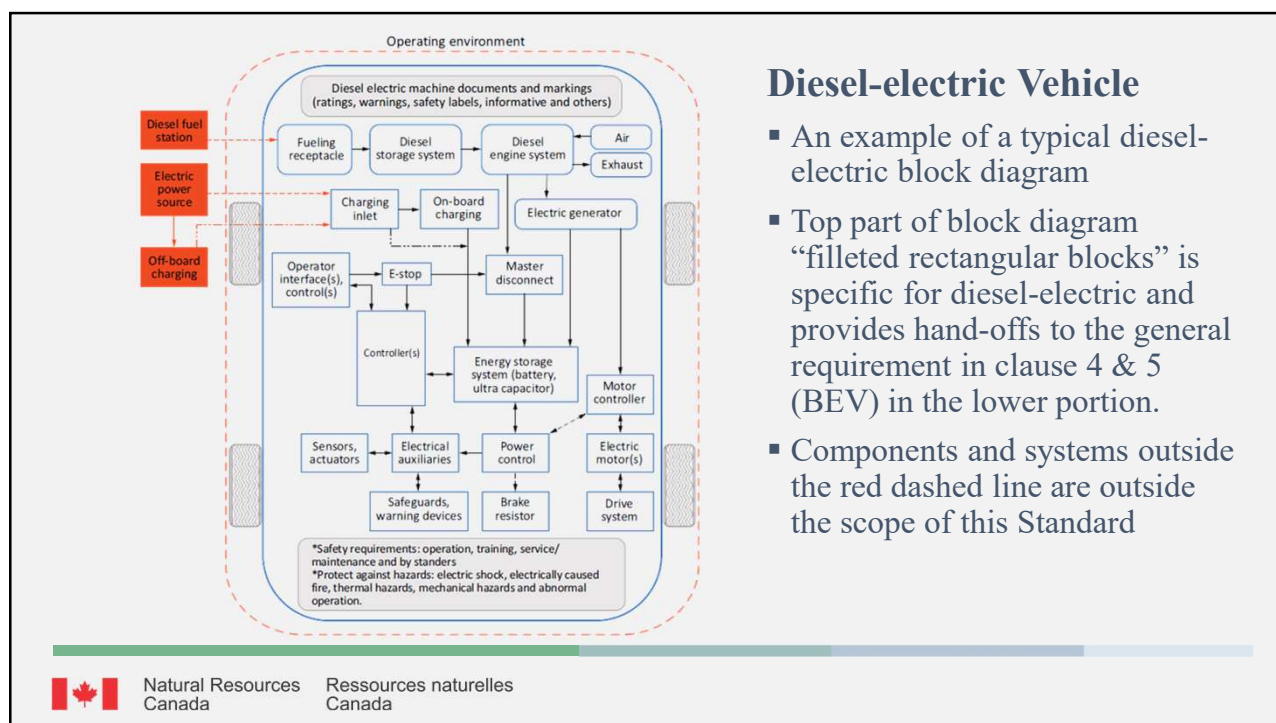 Operating environment
Diesel electric machine documents and markings
(ratings, warnings, safety labels, informative and others)
Diesel fuel
station
Fueling
receptacle
Diesel
storage system
Diesel
engine system
Air
Exhaust
Electric
power
source
Charging
inlet
On-board
charging
Electric generator
Off-board
charging
Operator
interface(s),
control(s)
E-stop
Master
disconnect
Controller(s)
Energy storage
system (battery,
ultra capacitor)
Motor
controller
Sensors,
actuators
Electrical
auxiliaries
Power
control
Electric
motor(s)
Safeguards,
warning devices
Brake
resistor
Drive
system
*Safety requirements: operation, training, service/
maintenance and by standers
*Protect against hazards: electric shock, electrically caused
fire, thermal hazards, mechanical hazards and abnormal
operation.
Diesel-electric Vehicle
▪ An example of a typical diesel-
electric block diagram
▪ Top part of block diagram
“filleted rectangular blocks” is
specific for diesel-electric and
provides hand-offs to the general
requirement in clause 4 & 5
(BEV) in the lower portion.
▪ Components and systems outside
the red dashed line are outside
the scope of this Standard
Natural Resources
Canada
Ressources naturelles
Canada